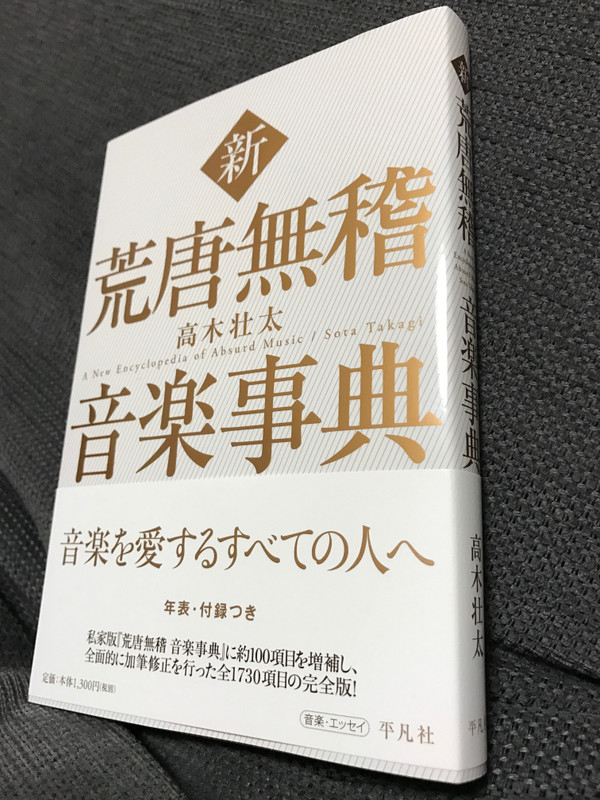 新
荒唐無稽
高木壮太
A New Encyclopedia of Absurd Music / Sota Takagi
音楽事典
音楽を愛するすべての人へ
年表・付録つき
私家版『荒唐無稽 音楽事典』に約100項目を増補し、
全面的に加筆修正を行った全1730項目の完全版!
定価:本体1,300円(税別)
音楽・エッセイ 平凡社
新 荒唐無稽 音楽事典
高木壮太